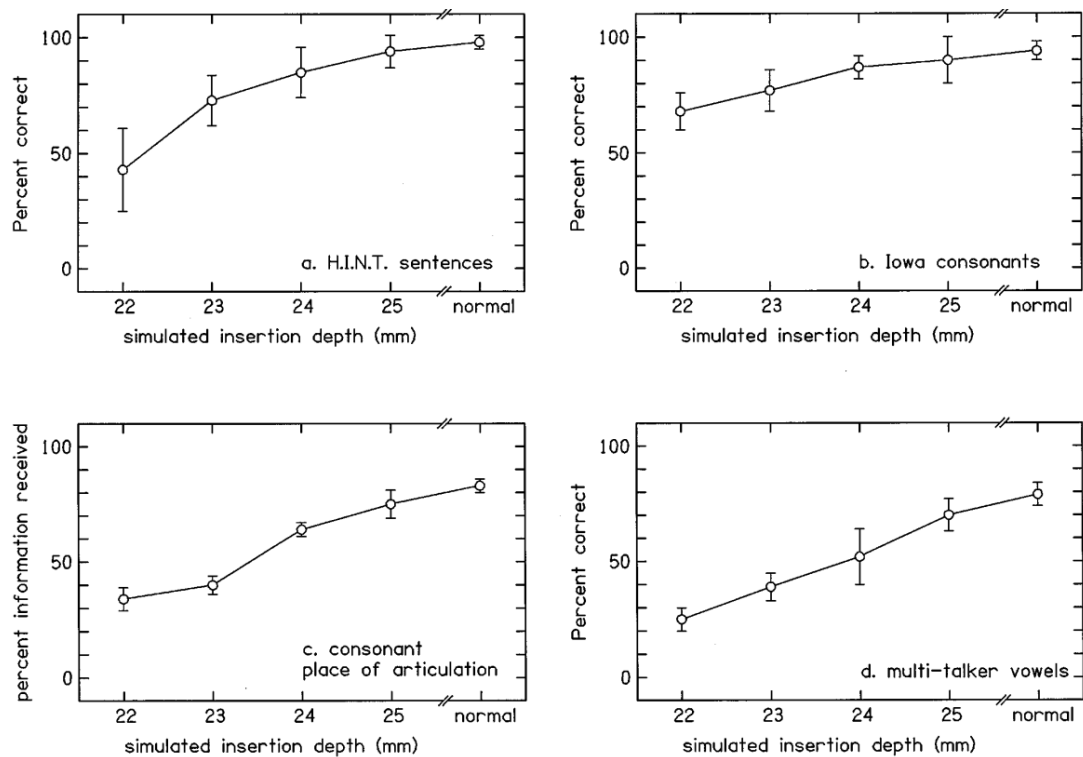 Percent correct
100
50
0
a. H.I.N.T. sentences
22 23 24 25 normal
simulated insertion depth (mm)
Percent correct
100
50
0
b. Iowa consonants
22 23 24 25 normal
simulated insertion depth (mm)
percent information received
100
50
0
c. consonant
place of articulation
22 23 24 25 normal
simulated insertion depth (mm)
Percent correct
100
50
0
d. multi-talker vowels
22 23 24 25 normal
simulated insertion depth (mm)